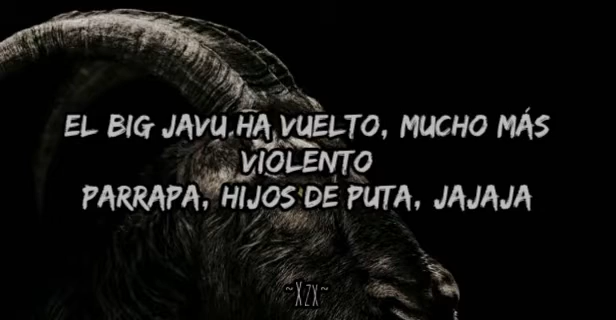 EL BIG JAVU HA VUELTO, MUCHO MÁS
VIOLENTO
PARRAPA, HIJOS DE PUTA, JAJAJA
~XZX~